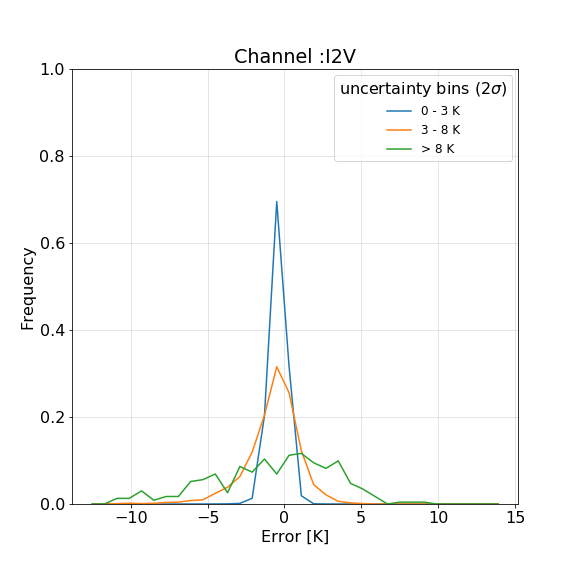 Channel :I2V
uncertainty bins (2σ)
0 - 3 K
3 - 8 K
> 8 K
Frequency
1.0
0.8
0.6
0.4
0.2
0.0
−10
−5
0
5
10
15
Error [K]